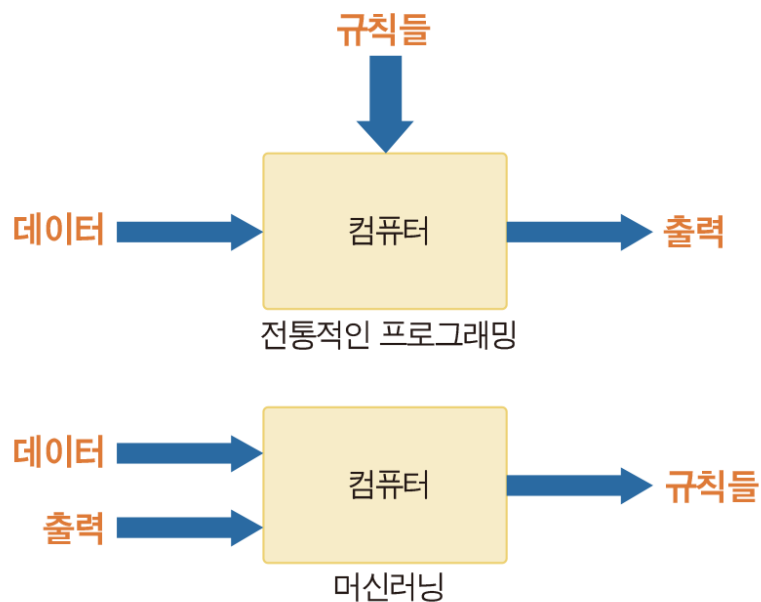 규칙들
데이터
컴퓨터
출력
전통적인 프로그래밍
데이터
출력
컴퓨터
규칙들
머신러닝